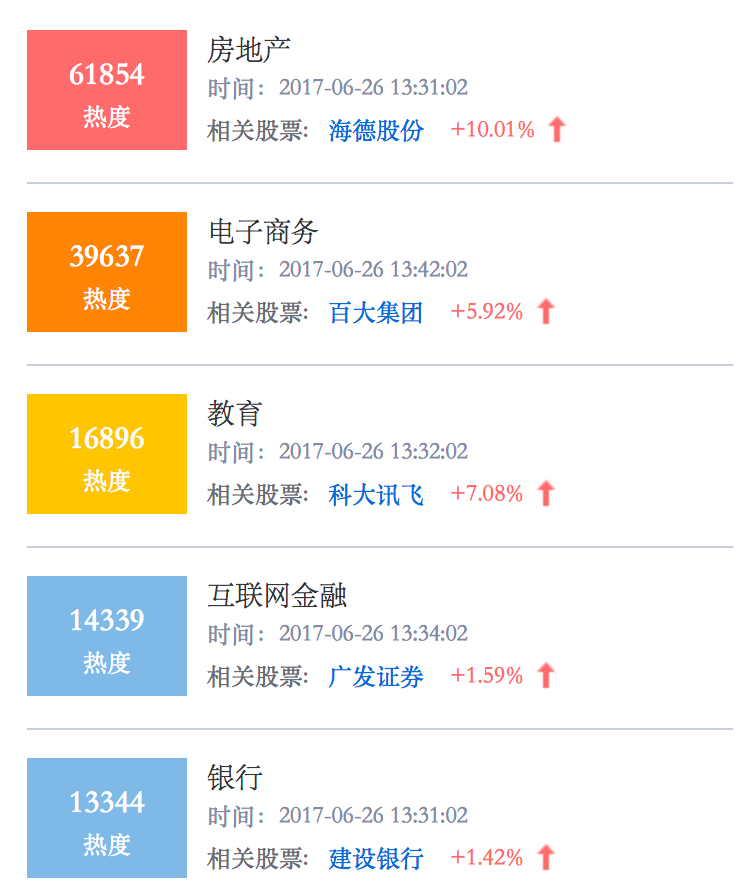 61854
热度
房地产
时间: 2017-06-26 13:31:02
相关股票: 海德股份 +10.01%
39637
热度
电子商务
时间: 2017-06-26 13:42:02
相关股票: 百大集团 +5.92%
16896
热度
教育
时间: 2017-06-26 13:32:02
相关股票: 科大讯飞 +7.08%
14339
热度
互联网金融
时间: 2017-06-26 13:34:02
相关股票: 广发证券 +1.59%
13344
热度
银行
时间: 2017-06-26 13:31:02
相关股票: 建设银行 +1.42%